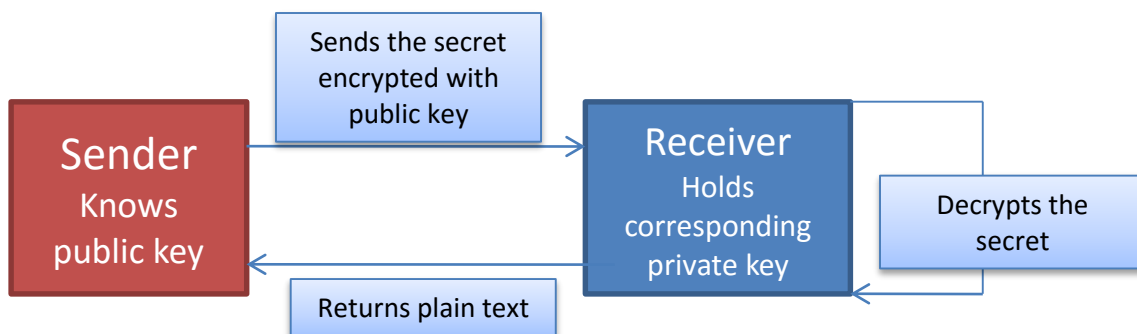 Sends the secret
encrypted with
public key
Sender
Knows
public key
Receiver
Holds
corresponding
private key
Decrypts the
secret
Returns plain text